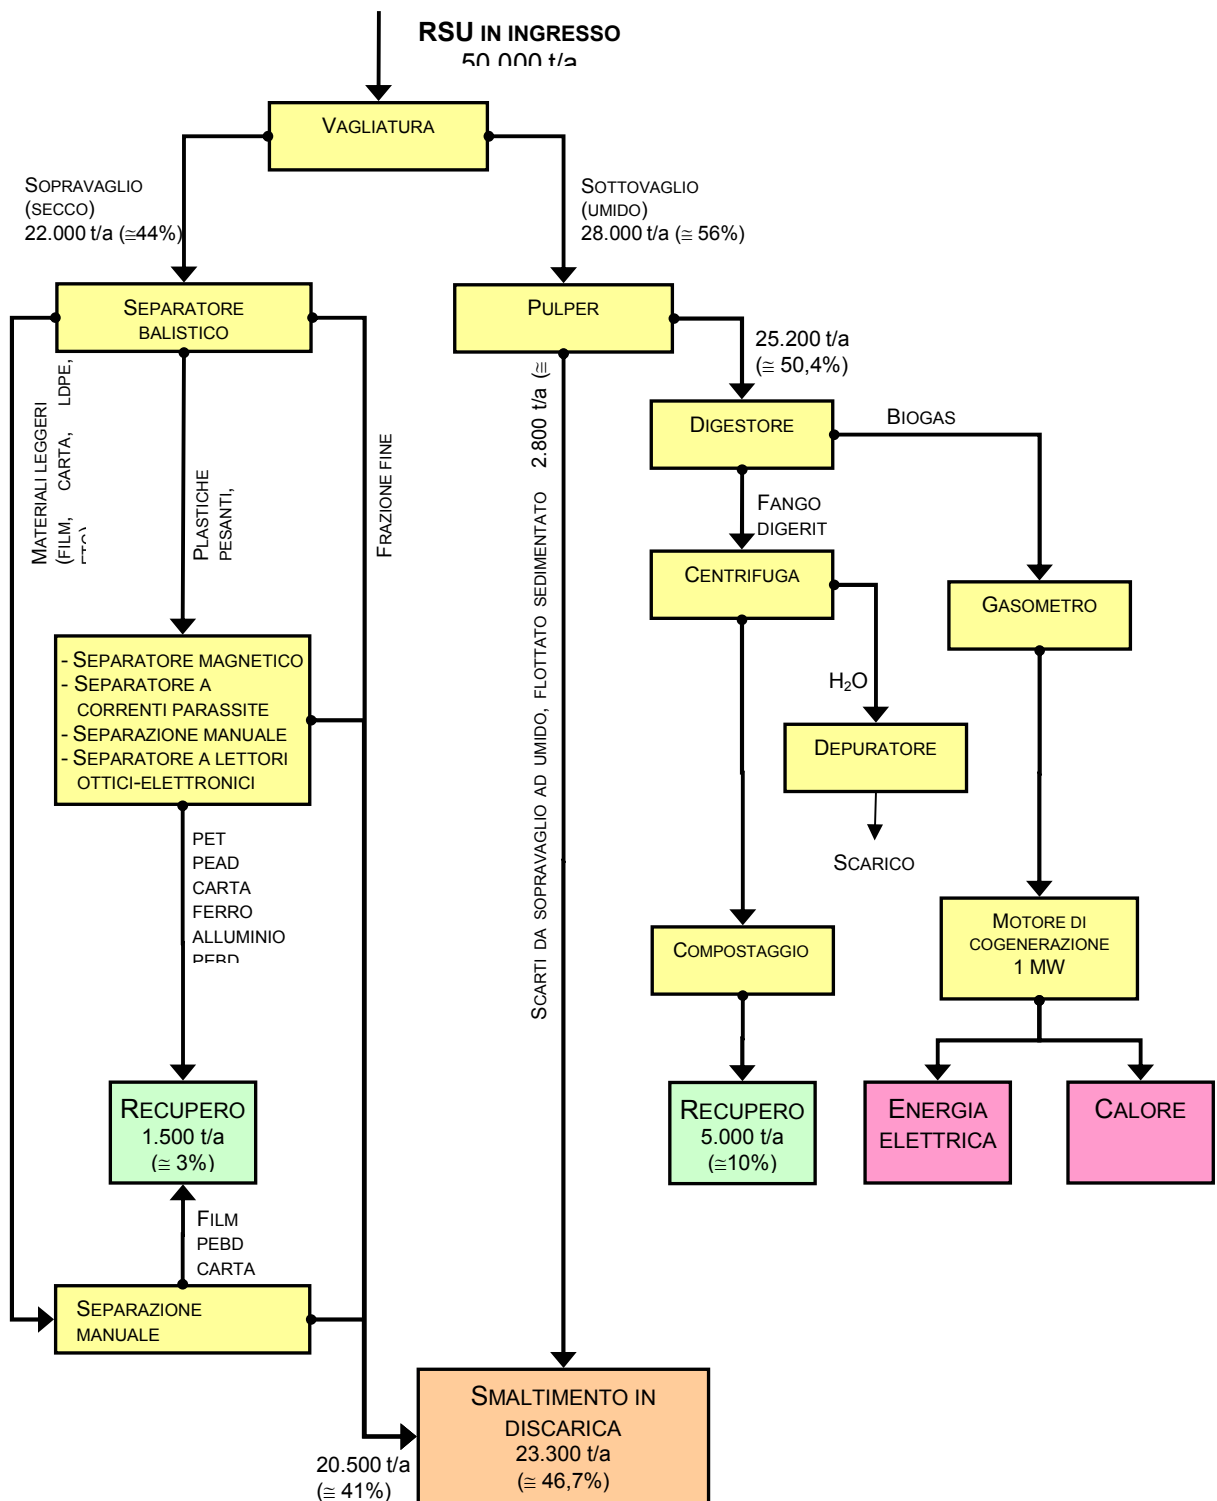 RSU IN INGRESSO
50.000 t/a
VAGLIATURA
SOPRAVAGLIO
(SECCO)
22.000 t/a (≅44%)
SOTTOVAGLIO
(UMIDO)
28.000 t/a (≅ 56%)
SEPARATORE
BALISTICO
PULPER
25.200 t/a
(≅ 50,4%)
MATERIALI LEGGERI
(FILM, CARTA, LDPE,
ETC)
PLASTICHE
PESANTI,
FRAZIONE FINE
SCARTI DA SOPRAVAGLIO AD UMIDO, FLOTTATO SEDIMENTATO 2.800 t/a (≅
DIGESTORE
BIOGAS
FANGO
DIGERIT
CENTRIFUGA
GASOMETRO
- SEPARATORE MAGNETICO
- SEPARATORE A
CORRENTI PARASSITE
- SEPARAZIONE MANUALE
- SEPARATORE A LETTORI
OTTICI-ELETTRONICI
H₂O
DEPURATORE
SCARICO
PET
PEAD
CARTA
FERRO
ALLUMINIO
PEBD
COMPOSTAGGIO
MOTORE DI
COGENERAZIONE
1 MW
RECUPERO
1.500 t/a
(≅ 3%)
RECUPERO
5.000 t/a
(≅10%)
ENERGIA
ELETTRICA
CALORE
FILM
PEBD
CARTA
SEPARAZIONE
MANUALE
SMALTIMENTO IN
DISCARICA
23.300 t/a
(≅ 46,7%)
20.500 t/a
(≅ 41%)